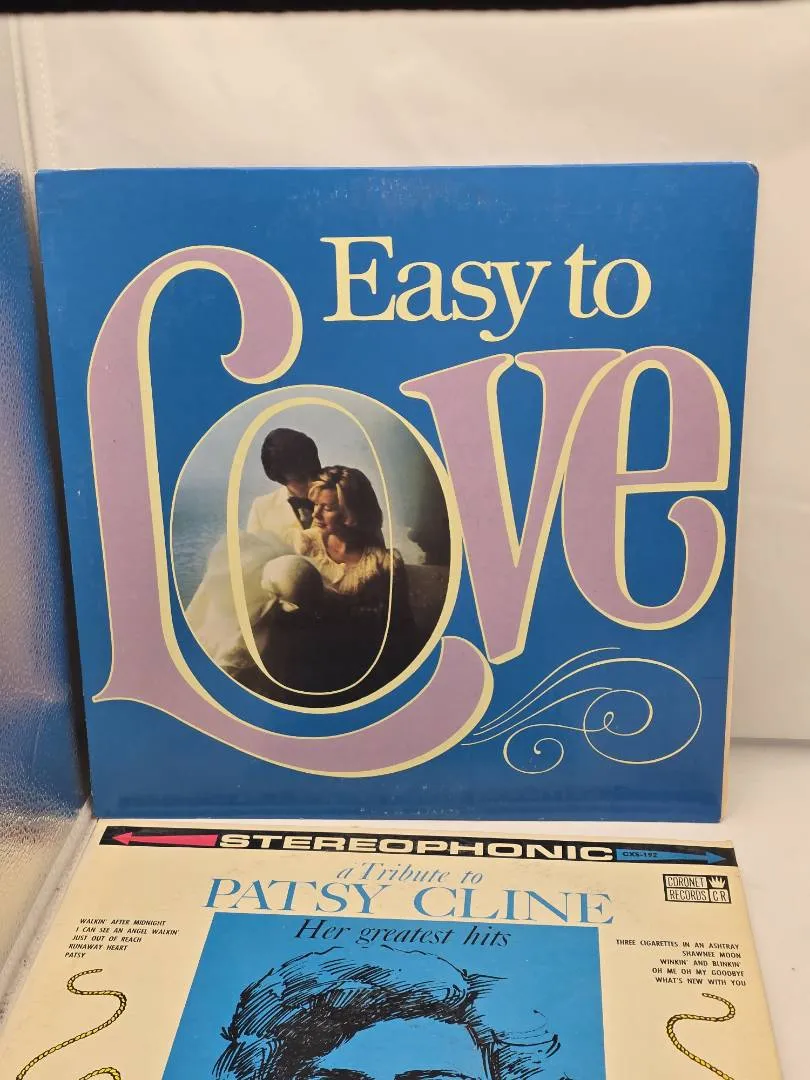 Easy to
Love
STEREOPHONIC
CXS-192
a Tribute to
PATSY CLINE
Her greatest hits
CORONET
RECORDS CR
WALKIN' AFTER MIDNIGHT
I CAN SEE AN ANGEL WALKIN'
JUST OUT OF REACH
RUNAWAY HEART
PATSY
THREE CIGARETTES IN AN ASHTRAY
SHAWNEE MOON
WINKIN' AND BLINKIN'
OH ME OH MY GOODBYE
WHAT'S NEW WITH YOU